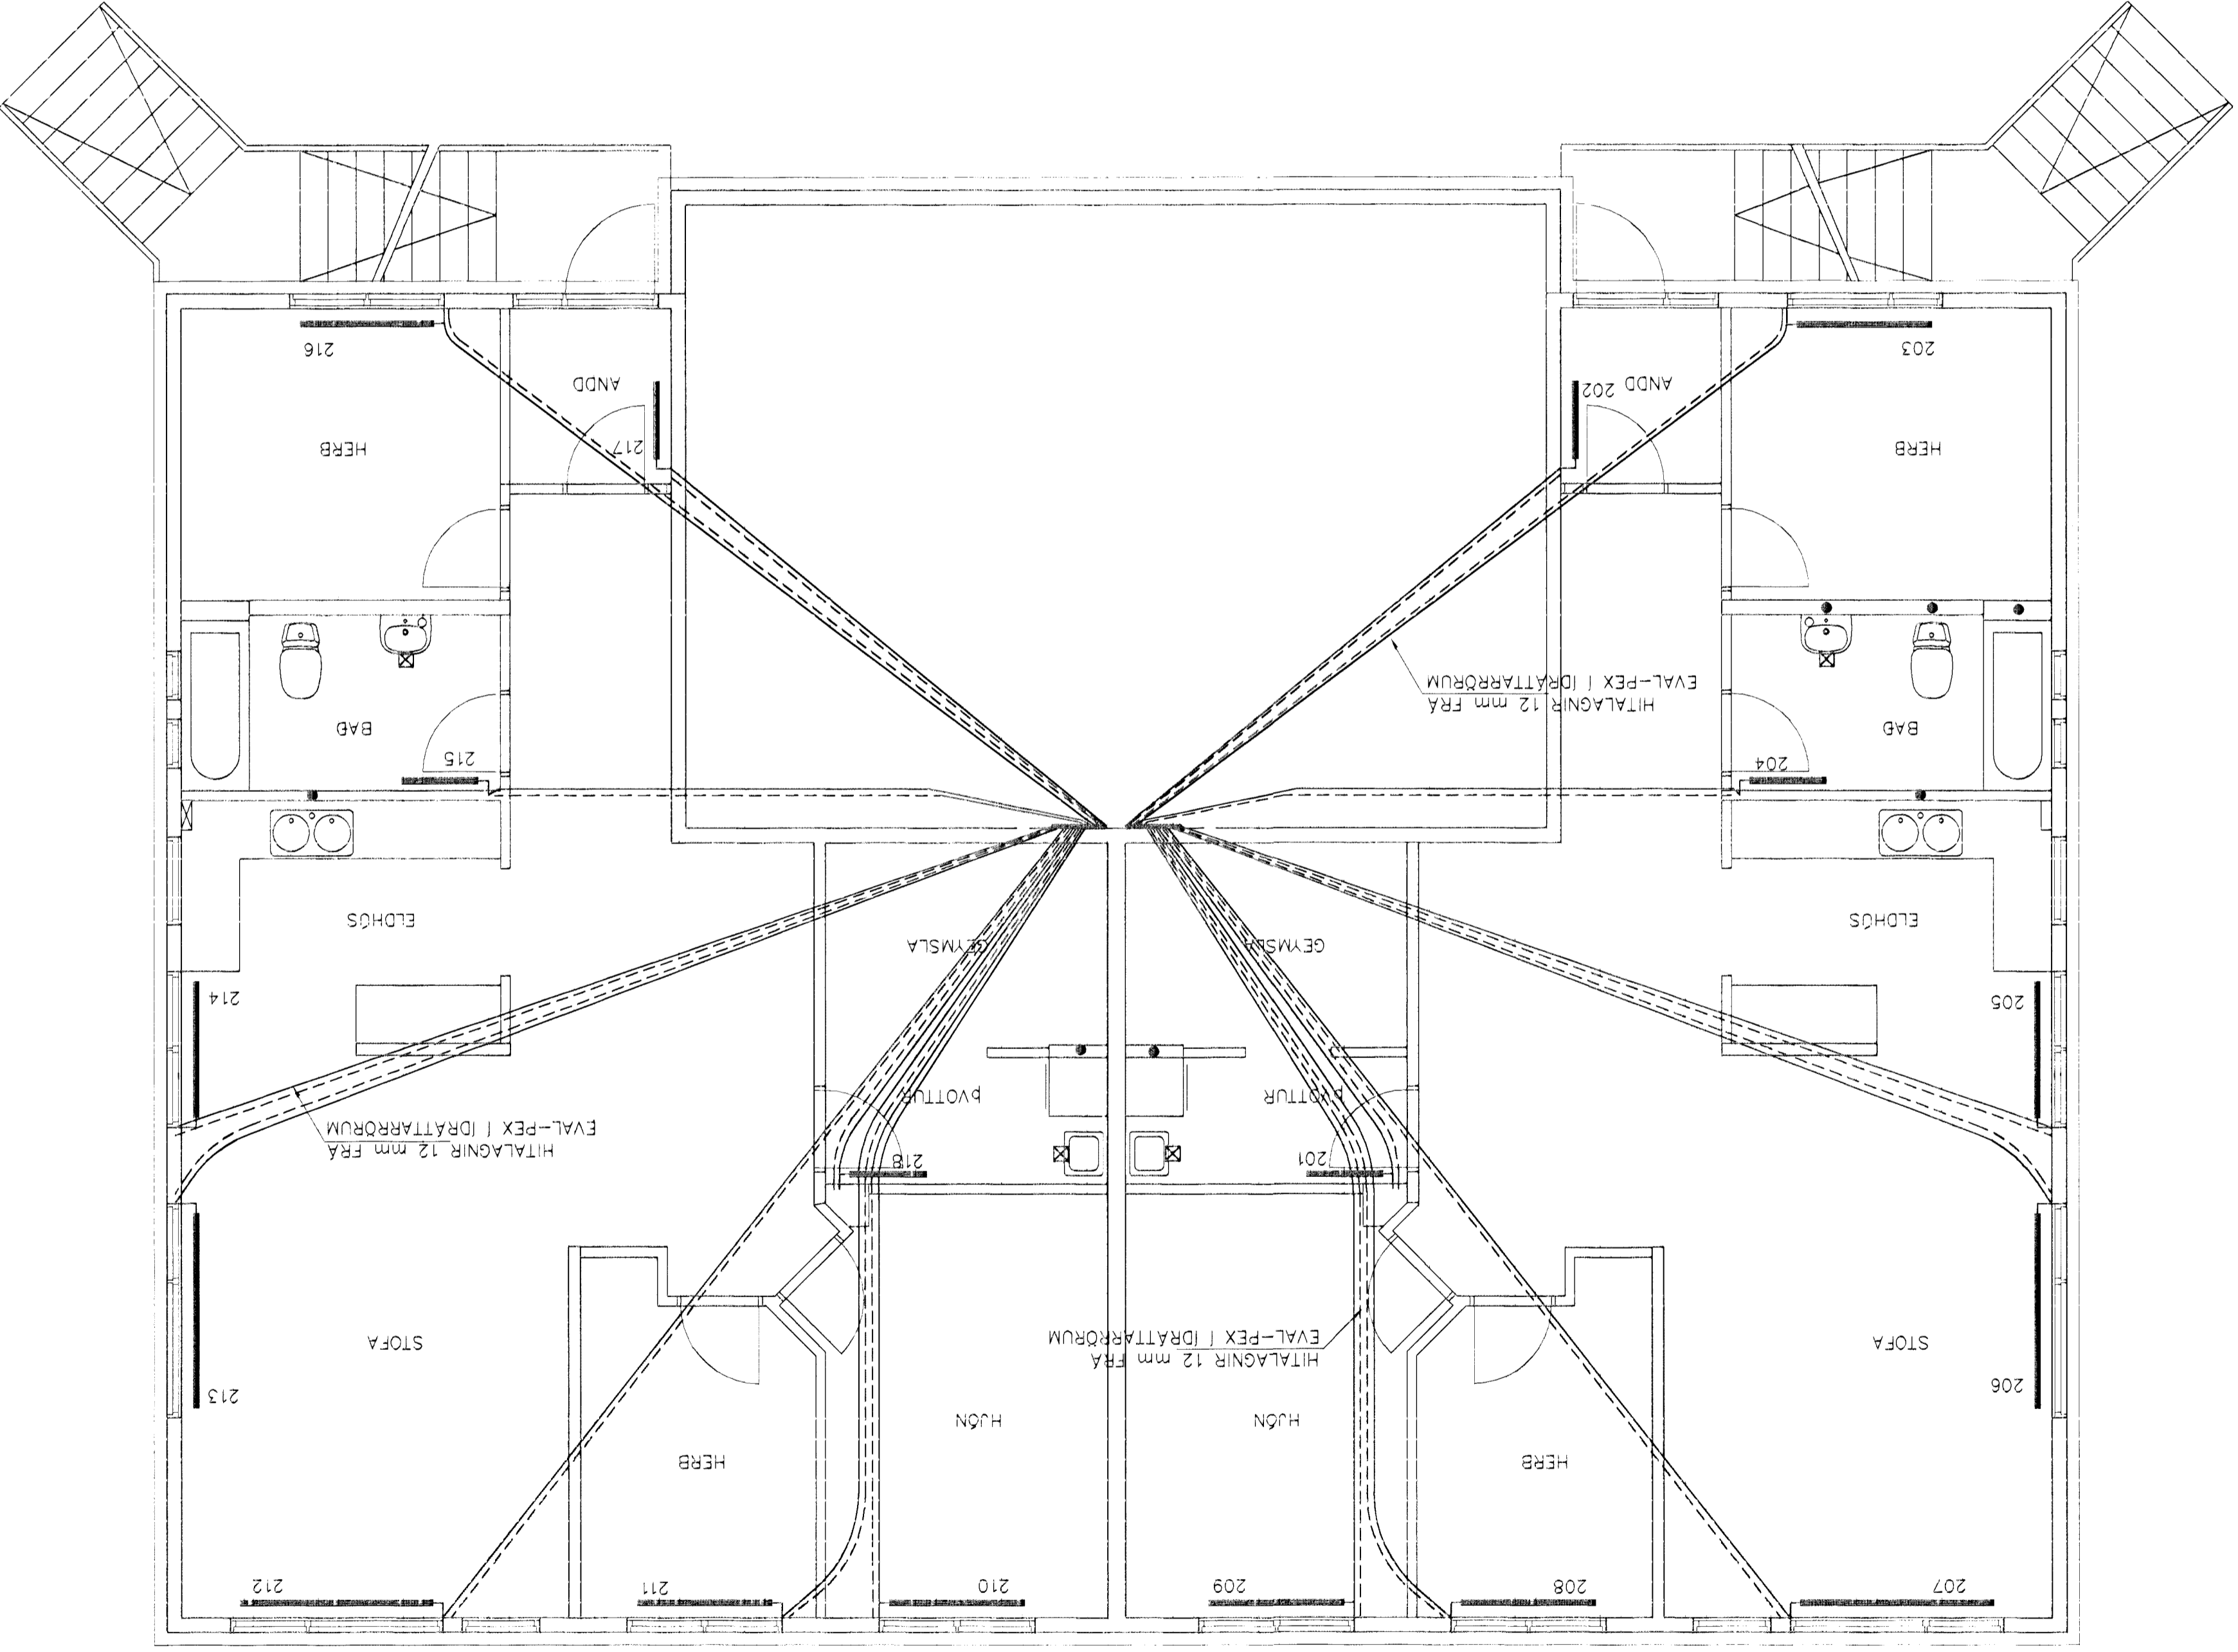 207
208
209
210
211
212
HERB
HERB
HJÓN
HJÓN
206
213
HITALAGNIR 12 mm FRÁ
EVAL-PEX Í ÍDRÁTTARRÖRUM
STOFA
STOFA
201
218
HITALAGNIR 12 mm FRÁ
EVAL-PEX Í ÍDRÁTTARRÖRUM
ÞVOTTUR
ÞVOTTUR
205
214
GEYMSLA
GEYMSLA
ELDHÚS
ELDHÚS
204
215
BAÐ
BAÐ
HITALAGNIR 12 mm FRÁ
EVAL-PEX Í ÍDRÁTTARRÖRUM
HERB
217
HERB
ANDD
202
ANDD
203
216